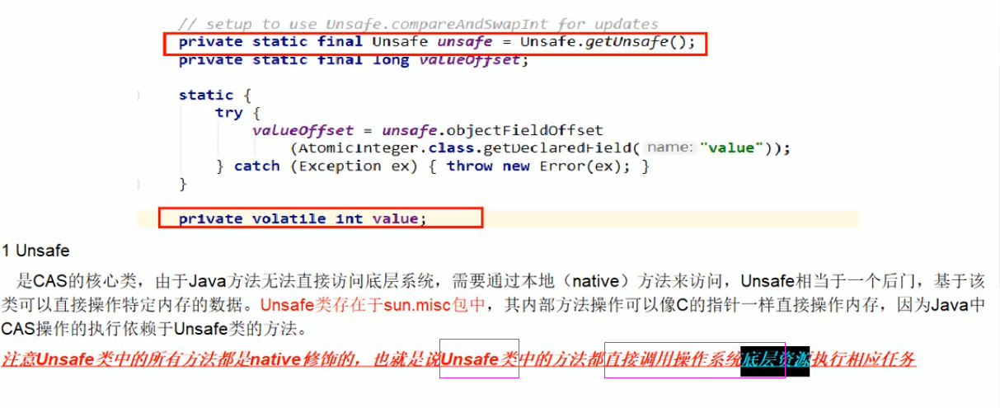 // setup to use Unsafe.compareAndSwapInt for updates
private static final Unsafe unsafe = Unsafe.getUnsafe();
private static final long valueOffset;
static {
try {
valueOffset = unsafe.objectFieldOffset
(AtomicInteger.class.getDeclaredField( name: "value"));
} catch (Exception ex) { throw new Error(ex); }
}
private volatile int value;
1 Unsafe
是CAS的核心类，由于Java方法无法直接访问底层系统，需要通过本地（native）方法来访问，Unsafe相当于一个后门，基于该
类可以直接操作特定内存的数据。Unsafe类存在于sun.misc包中，其内部方法操作可以像C的指针一样直接操作内存，因为Java中
CAS操作的执行依赖于Unsafe类的方法。
注意Unsafe类中的所有方法都是native修饰的，也就是说Unsafe类中的方法都直接调用操作系统底层资源执行相应任务